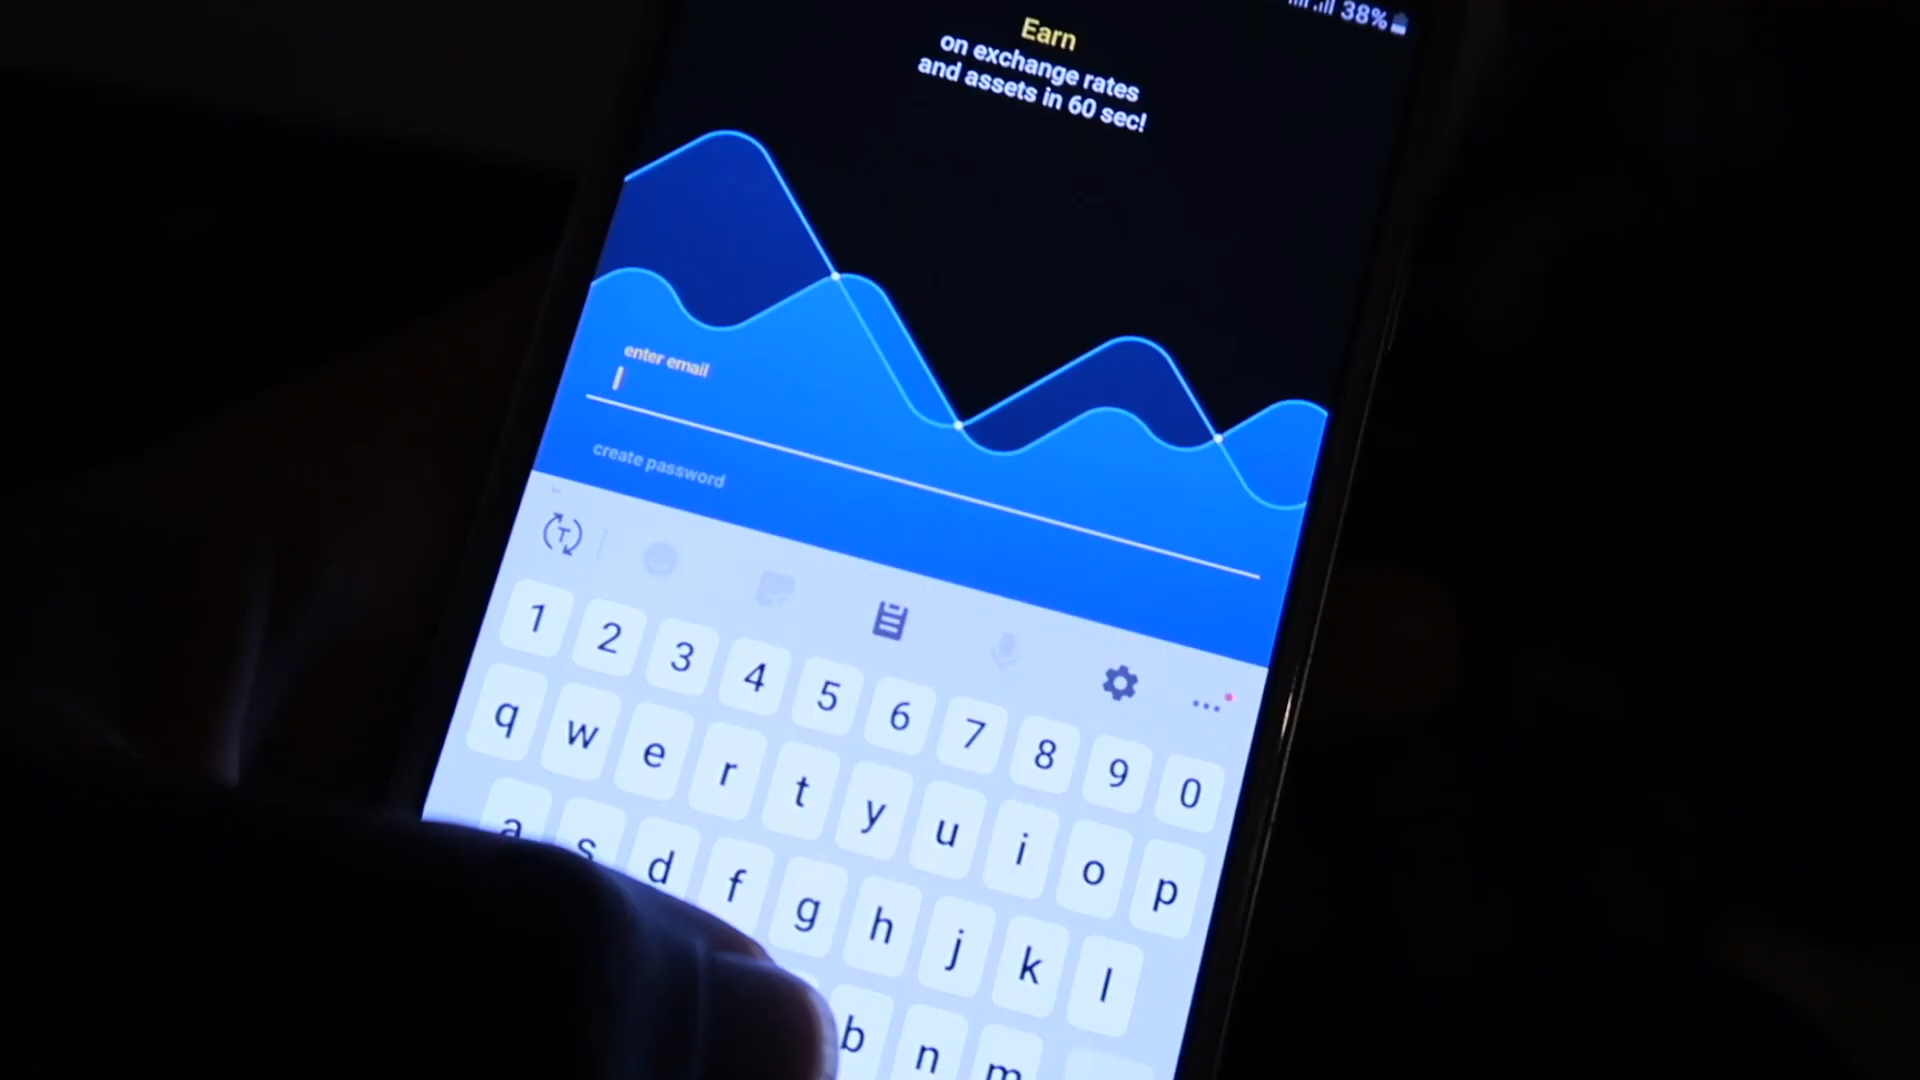 38%
Earn
on exchange rates
and assets in 60 sec!
enter email
create password
T
1 2 3 4 5 6 7 8 9 0
q w e r t y u i o p
a s d f g h j k l
b n m